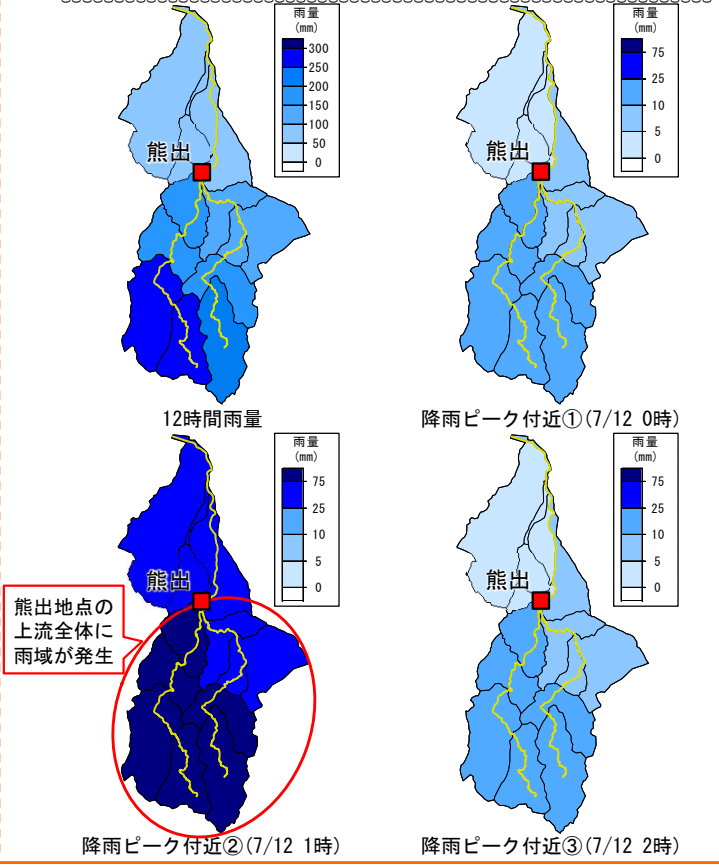 雨量
(mm)
300
250
200
150
100
50
0
熊出
12時間雨量
雨量
(mm)
75
25
10
5
0
熊出
降雨ピーク付近①(7/12 0時)
雨量
(mm)
75
25
10
5
0
熊出
熊出地点の
上流全体に
雨域が発生
降雨ピーク付近②(7/12 1時)
雨量
(mm)
75
25
10
5
0
熊出
降雨ピーク付近③(7/12 2時)